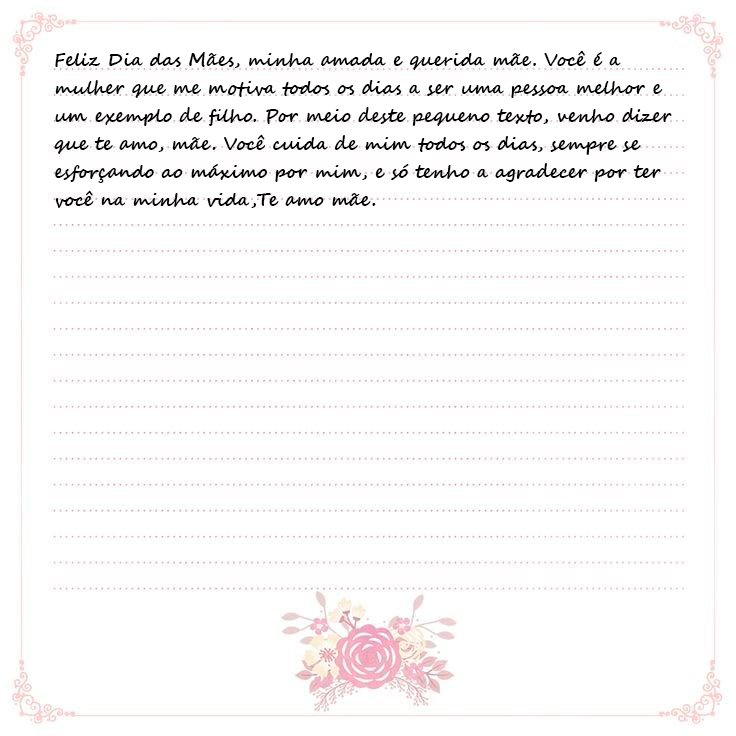 Feliz Dia das Mães, minha amada e querida mãe. Você é a
mulher que me motiva todos os dias a ser uma pessoa melhor e
um exemplo de filho. Por meio deste pequeno texto, venho dizer
que te amo, mãe. Você cuida de mim todos os dias, sempre se
esforçando ao máximo por mim, e só tenho a agradecer por ter
você na minha vida,Te amo mãe.